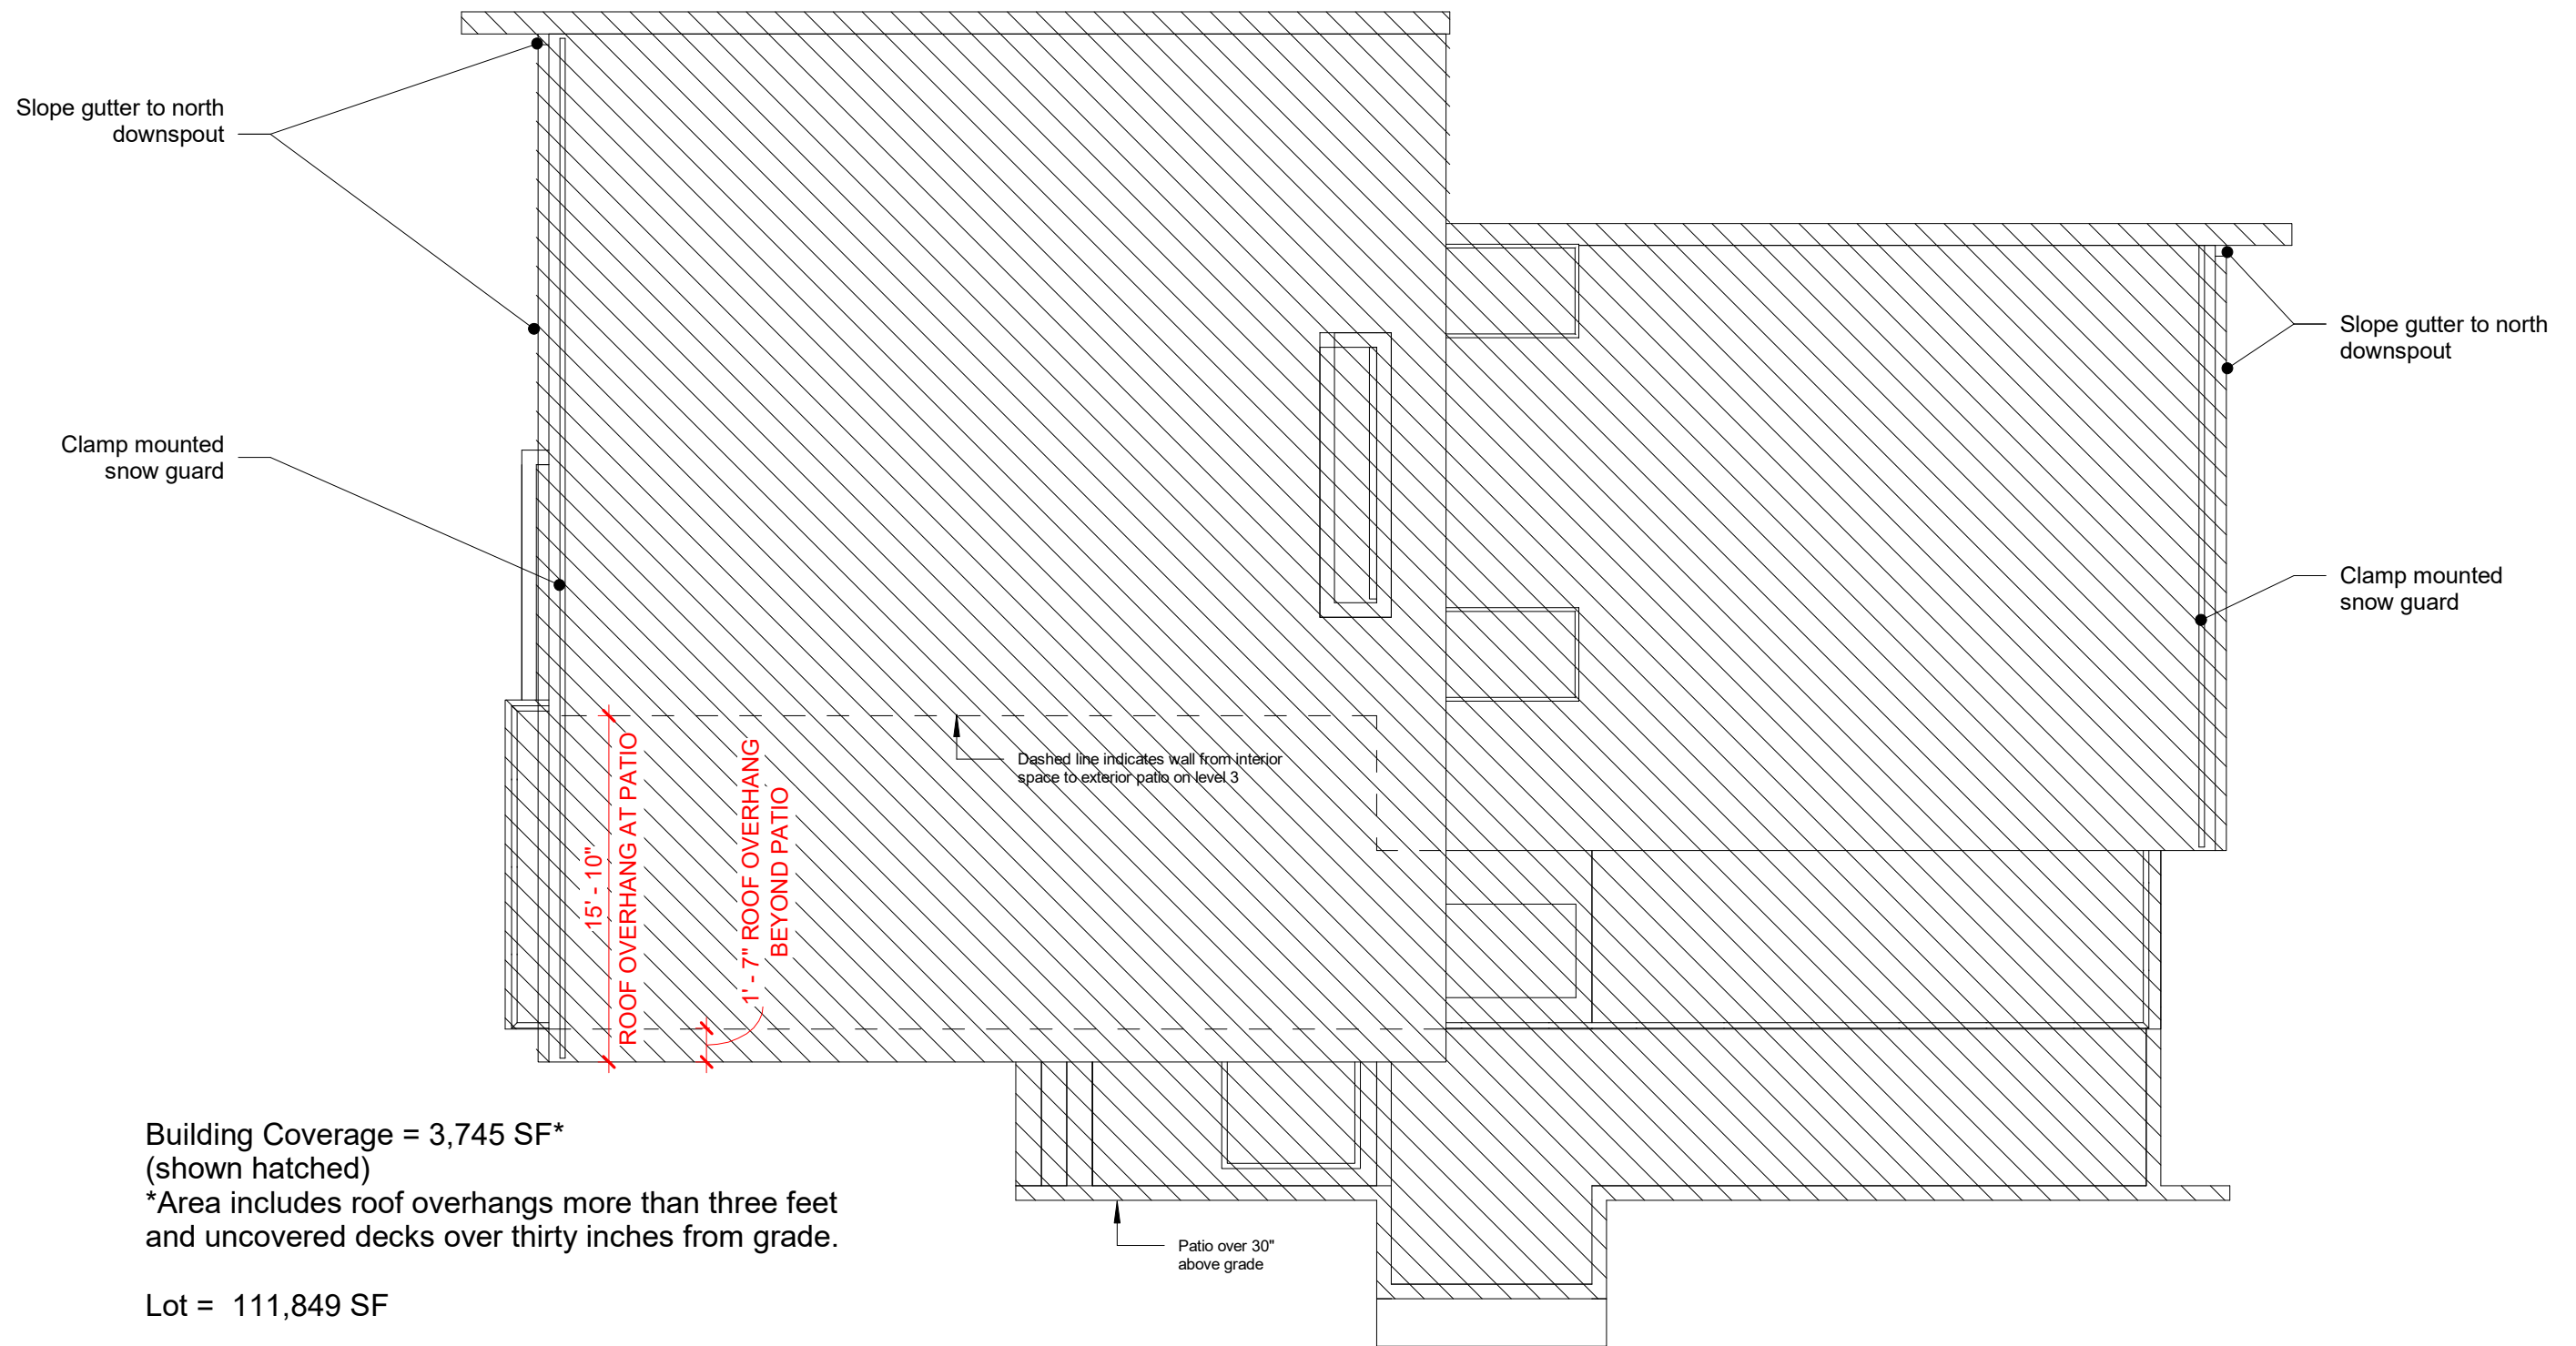 Slope gutter to north
downspout
Clamp mounted
snow guard
Slope gutter to north
downspout
Clamp mounted
snow guard
Dashed line indicates wall from interior
space to exterior patio on level 3
15' - 10"
ROOF OVERHANG AT PATIO
1' - 7" ROOF OVERHANG
BEYOND PATIO
Patio over 30"
above grade
Building Coverage = 3,745 SF*
(shown hatched)
*Area includes roof overhangs more than three feet
and uncovered decks over thirty inches from grade.
Lot = 111,849 SF